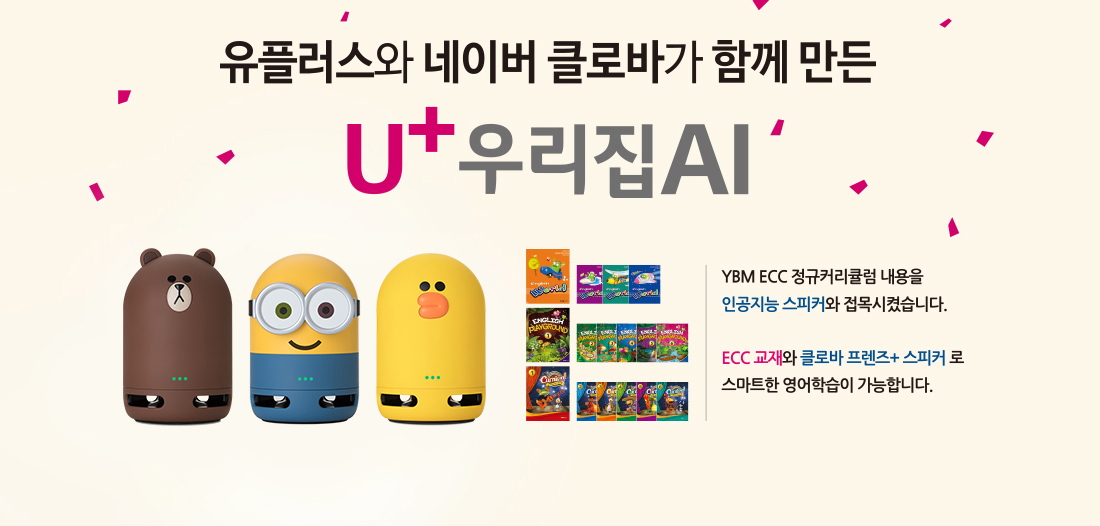 유플러스와 네이버 클로바가 함께 만든
U+우리집AI
YBM ECC 정규커리큘럼 내용을
인공지능 스피커와 접목시켰습니다.
ECC 교재와 클로바 프렌즈+ 스피커 로
스마트한 영어학습이 가능합니다.
ENGLISH
PLAYGROUND